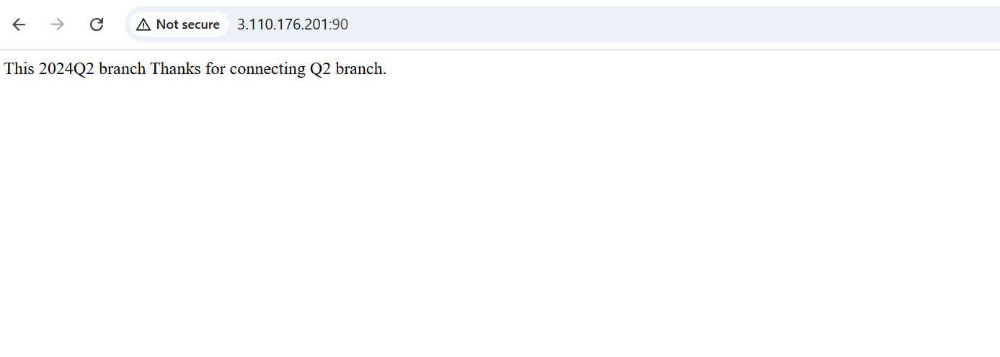 Not secure 3.110.176.201:90
This 2024Q2 branch Thanks for connecting Q2 branch.